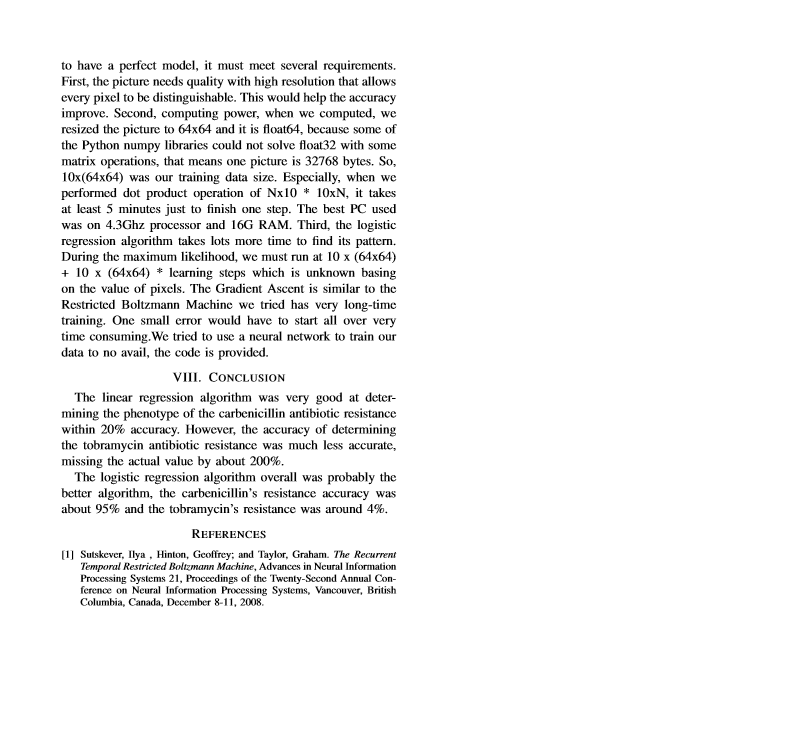 to have a perfect model, it must meet several requirements.
First, the picture needs quality with high resolution that allows
every pixel to be distinguishable. This would help the accuracy
improve. Second, computing power, when we computed, we
resized the picture to 64x64 and it is float64, because some of
the Python numpy libraries could not solve float32 with some
matrix operations, that means one picture is 32768 bytes. So,
10x(64x64) was our training data size. Especially, when we
performed dot product operation of Nx10 * 10xN, it takes
at least 5 minutes just to finish one step. The best PC used
was on 4.3Ghz processor and 16G RAM. Third, the logistic
regression algorithm takes lots more time to find its pattern.
During the maximum likelihood, we must run at 10 x (64x64)
+ 10 x (64x64) * learning steps which is unknown basing
on the value of pixels. The Gradient Ascent is similar to the
Restricted Boltzmann Machine we tried has very long-time
training. One small error would have to start all over very
time consuming.We tried to use a neural network to train our
data to no avail, the code is provided.
VIII. CONCLUSION
The linear regression algorithm was very good at deter-
mining the phenotype of the carbenicillin antibiotic resistance
within 20% accuracy. However, the accuracy of determining
the tobramycin antibiotic resistance was much less accurate,
missing the actual value by about 200%.
The logistic regression algorithm overall was probably the
better algorithm, the carbenicillin's resistance accuracy was
about 95% and the tobramycin's resistance was around 4%.
REFERENCES
[1] Sutskever, Ilya , Hinton, Geoffrey; and Taylor, Graham. The Recurrent
Temporal Restricted Boltzmann Machine, Advances in Neural Information
Processing Systems 21, Proceedings of the Twenty-Second Annual Con-
ference on Neural Information Processing Systems, Vancouver, British
Columbia, Canada, December 8-11, 2008.